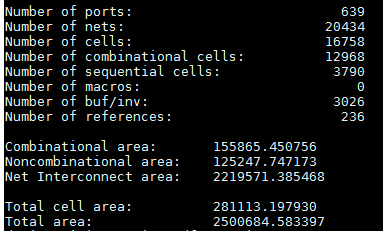 Number of ports: 639
Number of nets: 20434
Number of cells: 16758
Number of combinational cells: 12968
Number of sequential cells: 3790
Number of macros: 0
Number of buf/inv: 3026
Number of references: 236
Combinational area: 155865.450756
Noncombinational area: 125247.747173
Net Interconnect area: 2219571.385468
Total cell area: 281113.197930
Total area: 2500684.583397